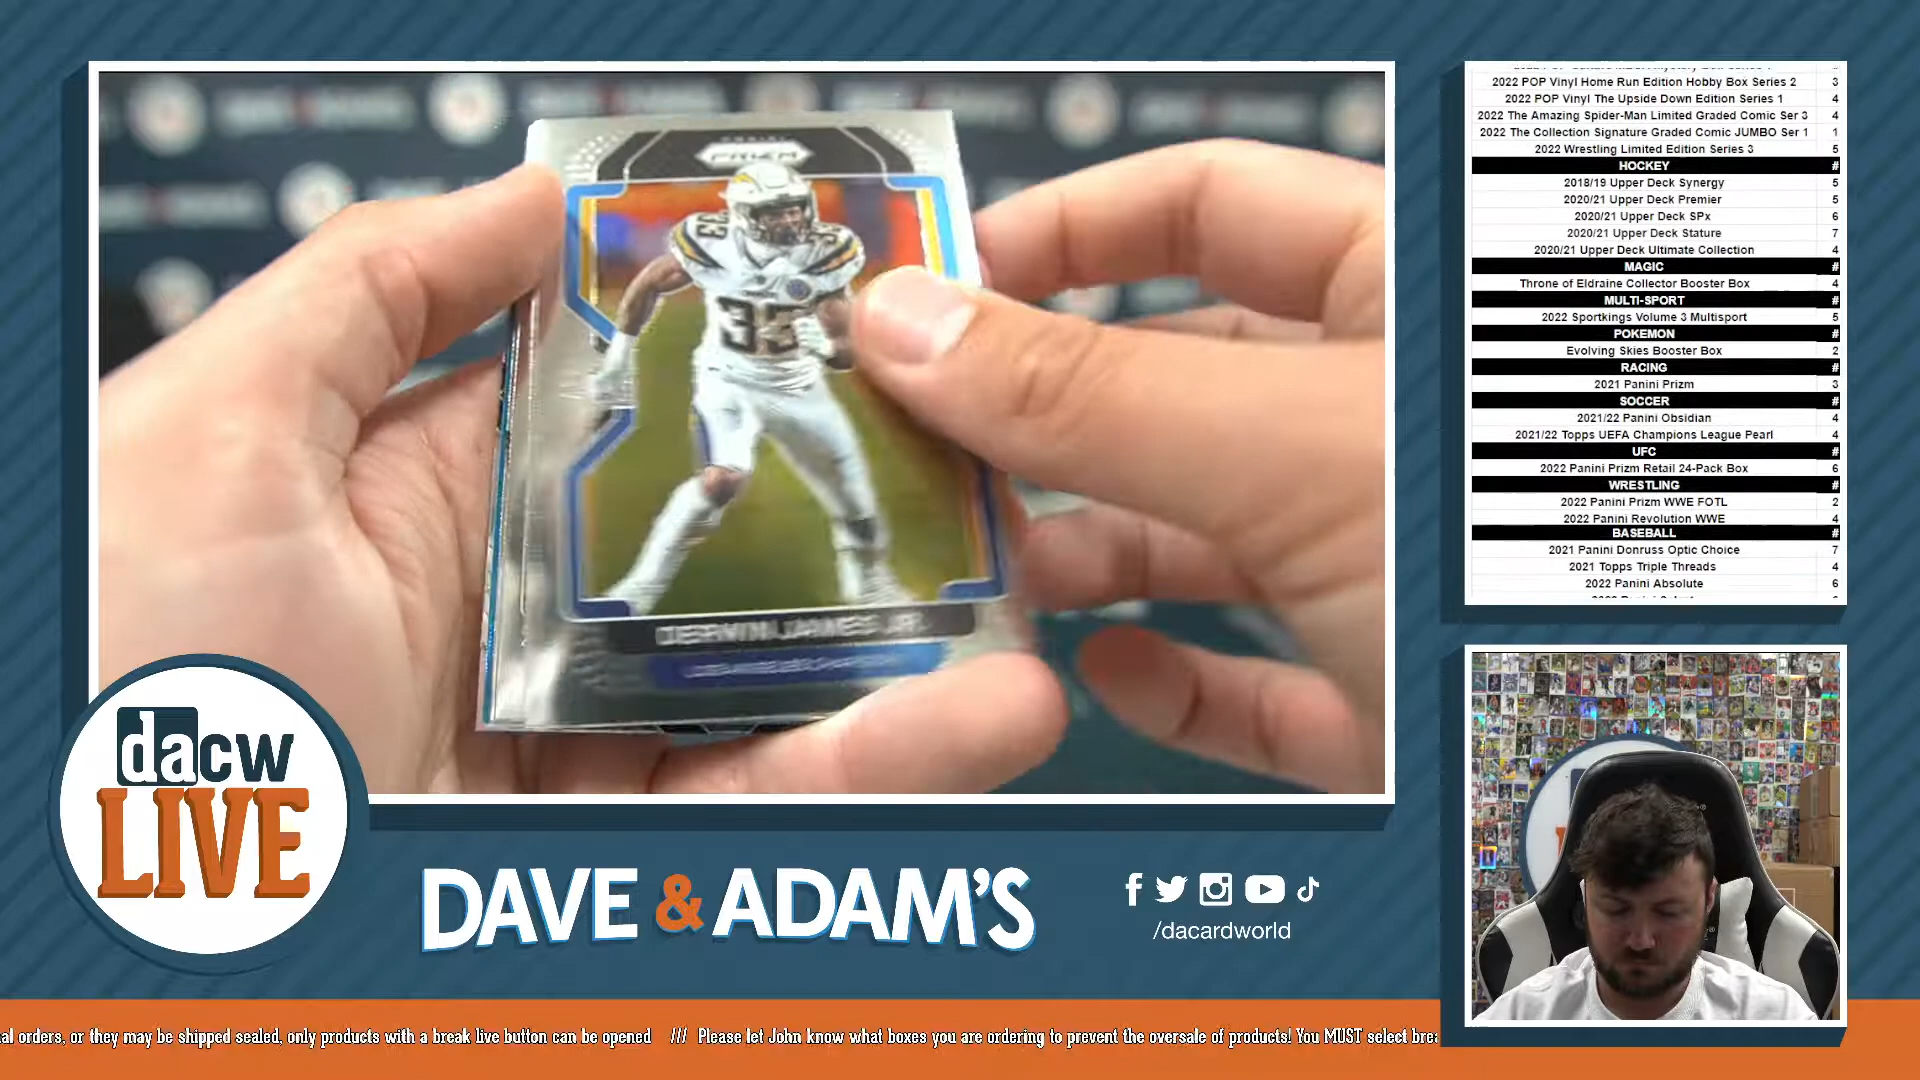 PRIZM
33
33
DERWIN JAMES JR.
dacw
LIVE
DAVE & ADAM'S
/dacardworld
al orders, or they may be shipped sealed, only products with a break live button can be opened /// Please let John know what boxes you are ordering to prevent the oversale of products! You MUST select brea
2022 POP Vinyl Home Run Edition Hobby Box Series 2 3
2022 POP Vinyl The Upside Down Edition Series 1 4
2022 The Amazing Spider-Man Limited Graded Comic Ser 3 4
2022 The Collection Signature Graded Comic JUMBO Ser 1 1
2022 Wrestling Limited Edition Series 3 5
HOCKEY #
2018/19 Upper Deck Synergy 5
2020/21 Upper Deck Premier 5
2020/21 Upper Deck SPx 6
2020/21 Upper Deck Stature 7
2020/21 Upper Deck Ultimate Collection 4
MAGIC #
Throne of Eldraine Collector Booster Box 4
MULTI-SPORT #
2022 Sportkings Volume 3 Multisport 5
POKEMON #
Evolving Skies Booster Box 2
RACING #
2021 Panini Prizm 3
SOCCER #
2021/22 Panini Obsidian 4
2021/22 Topps UEFA Champions League Pearl 4
UFC #
2022 Panini Prizm Retail 24-Pack Box 6
WRESTLING #
2022 Panini Prizm WWE FOTL 2
2022 Panini Revolution WWE 4
BASEBALL #
2021 Panini Donruss Optic Choice 7
2021 Topps Triple Threads 4
2022 Panini Absolute 6